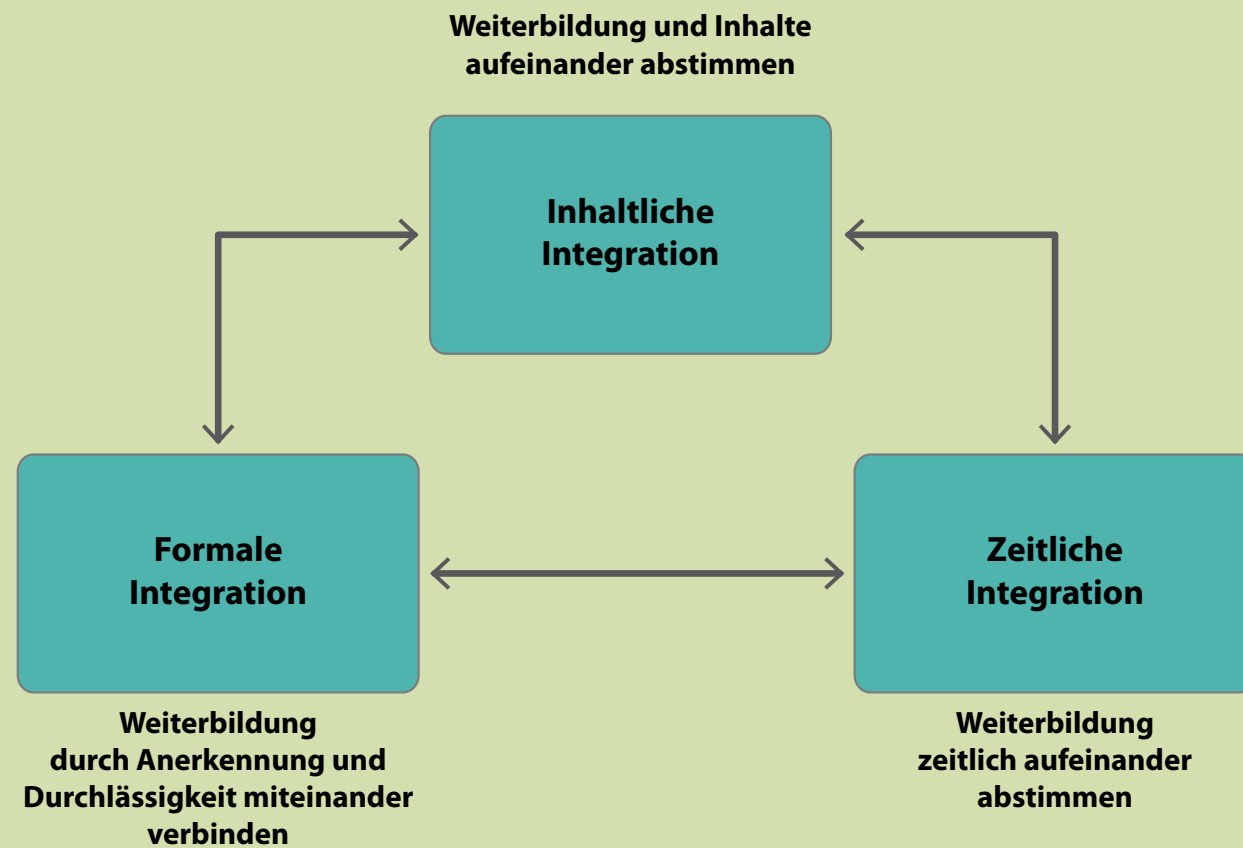 Weiterbildung und Inhalte
aufeinander abstimmen
Inhaltliche
Integration
Formale
Integration
Zeitliche
Integration
Weiterbildung
durch Anerkennung und
Durchlässigkeit miteinander
verbinden
Weiterbildung
zeitlich aufeinander
abstimmen